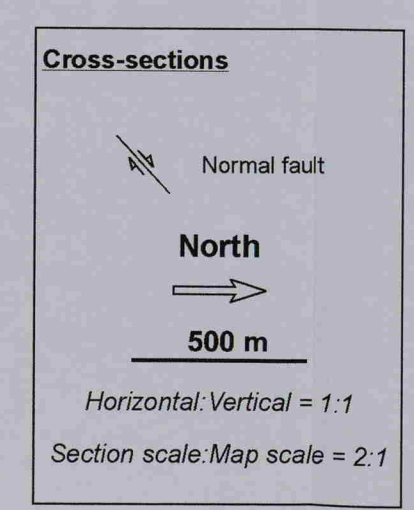 Cross-sections
Normal fault
North
500 m
Horizontal:Vertical = 1:1
Section scale:Map scale = 2:1